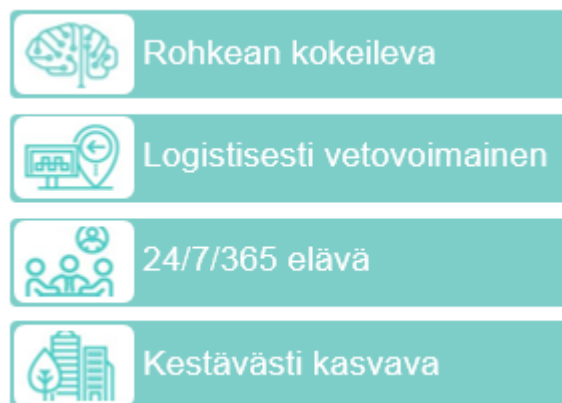 Rohkean kokeileva
Logistisesti vetovoimainen
24/7/365 elävä
Kestävästi kasvava